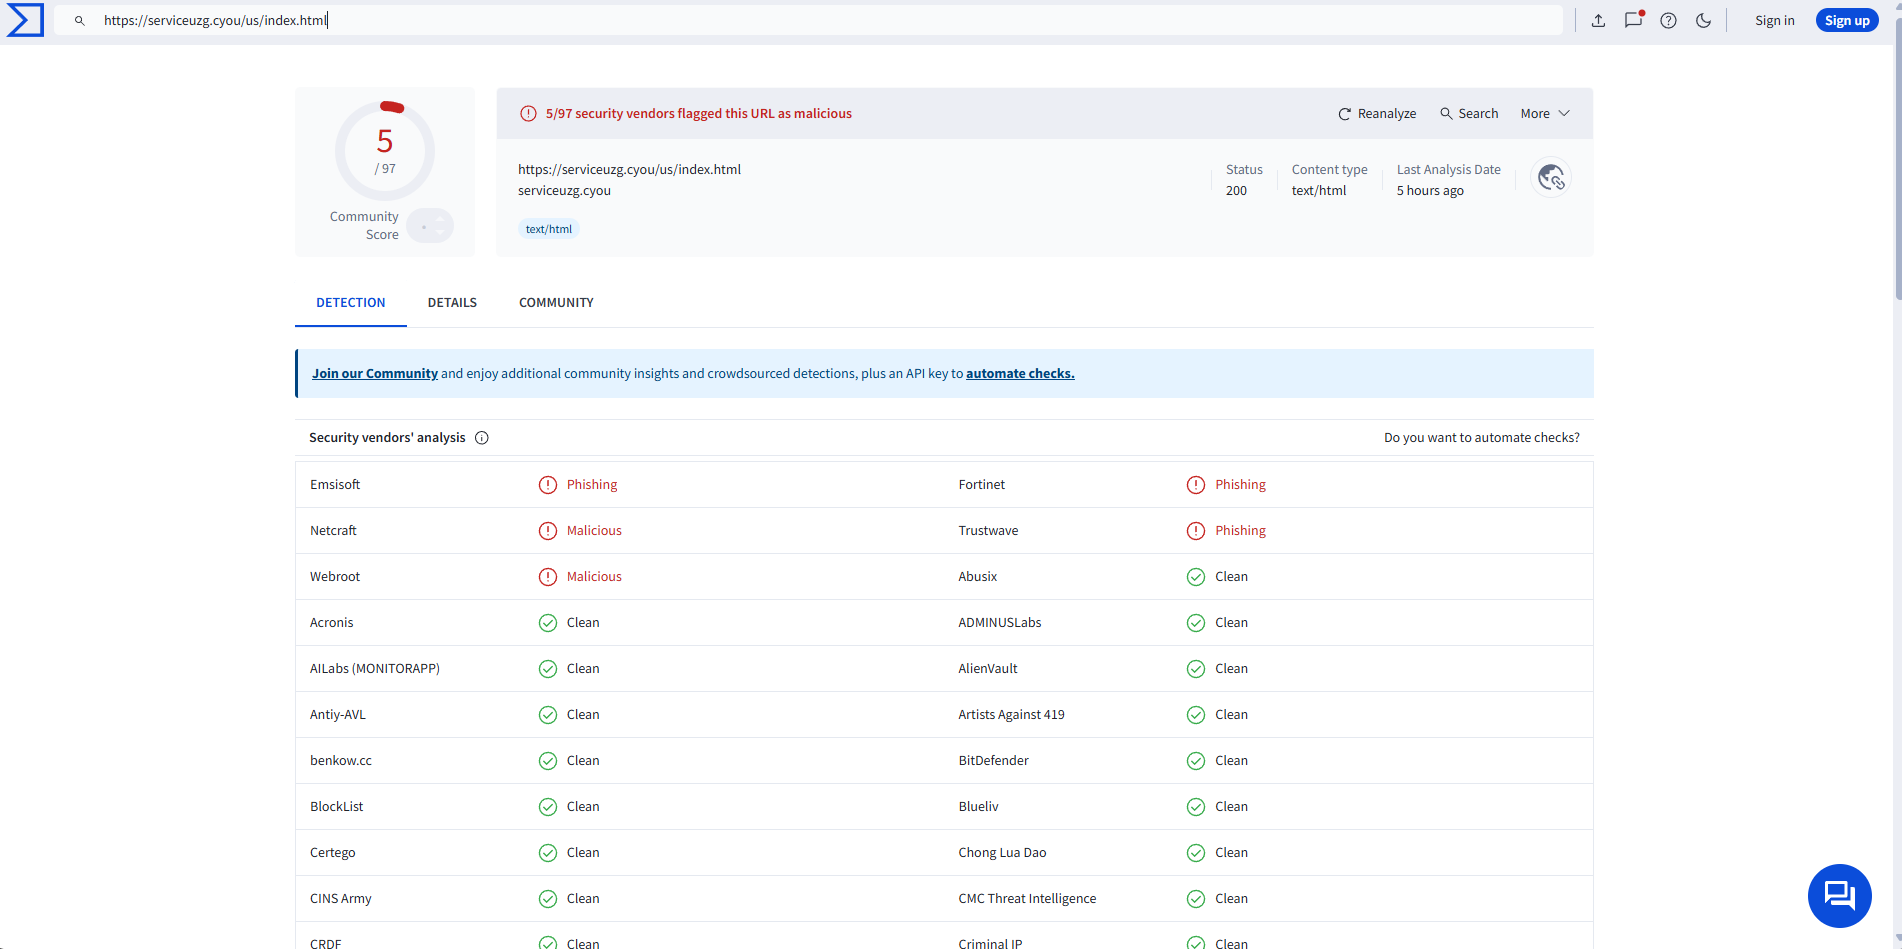 https://serviceuzg.cyou/us/index.html
Sign in
Sign up
5
/ 97
Community
Score
5/97 security vendors flagged this URL as malicious
Reanalyze
Search
More
https://serviceuzg.cyou/us/index.html
serviceuzg.cyou
text/html
Status
200
Content type
text/html
Last Analysis Date
5 hours ago
DETECTION
DETAILS
COMMUNITY
Join our Community and enjoy additional community insights and crowdsourced detections, plus an API key to automate checks.
Security vendors' analysis
Do you want to automate checks?
Emsisoft Phishing Fortinet Phishing
Netcraft Malicious Trustwave Phishing
Webroot Malicious Abusix Clean
Acronis Clean ADMINUSLabs Clean
AILabs (MONITORAPP) Clean AlienVault Clean
Antiy-AVL Clean Artists Against 419 Clean
benkow.cc Clean BitDefender Clean
BlockList Clean Blueliv Clean
Certego Clean Chong Lua Dao Clean
CINS Army Clean CMC Threat Intelligence Clean
CRDF Clean Criminal IP Clean